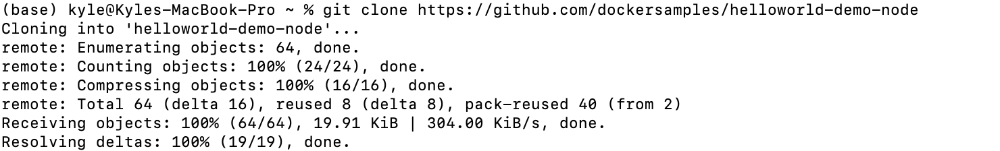 (base) kyle@Kyles-MacBook-Pro ~ % git clone https://github.com/dockersamples/helloworld-demo-node
Cloning into 'helloworld-demo-node'...
remote: Enumerating objects: 64, done.
remote: Counting objects: 100% (24/24), done.
remote: Compressing objects: 100% (16/16), done.
remote: Total 64 (delta 16), reused 8 (delta 8), pack-reused 40 (from 2)
Receiving objects: 100% (64/64), 19.91 KiB | 304.00 KiB/s, done.
Resolving deltas: 100% (19/19), done.